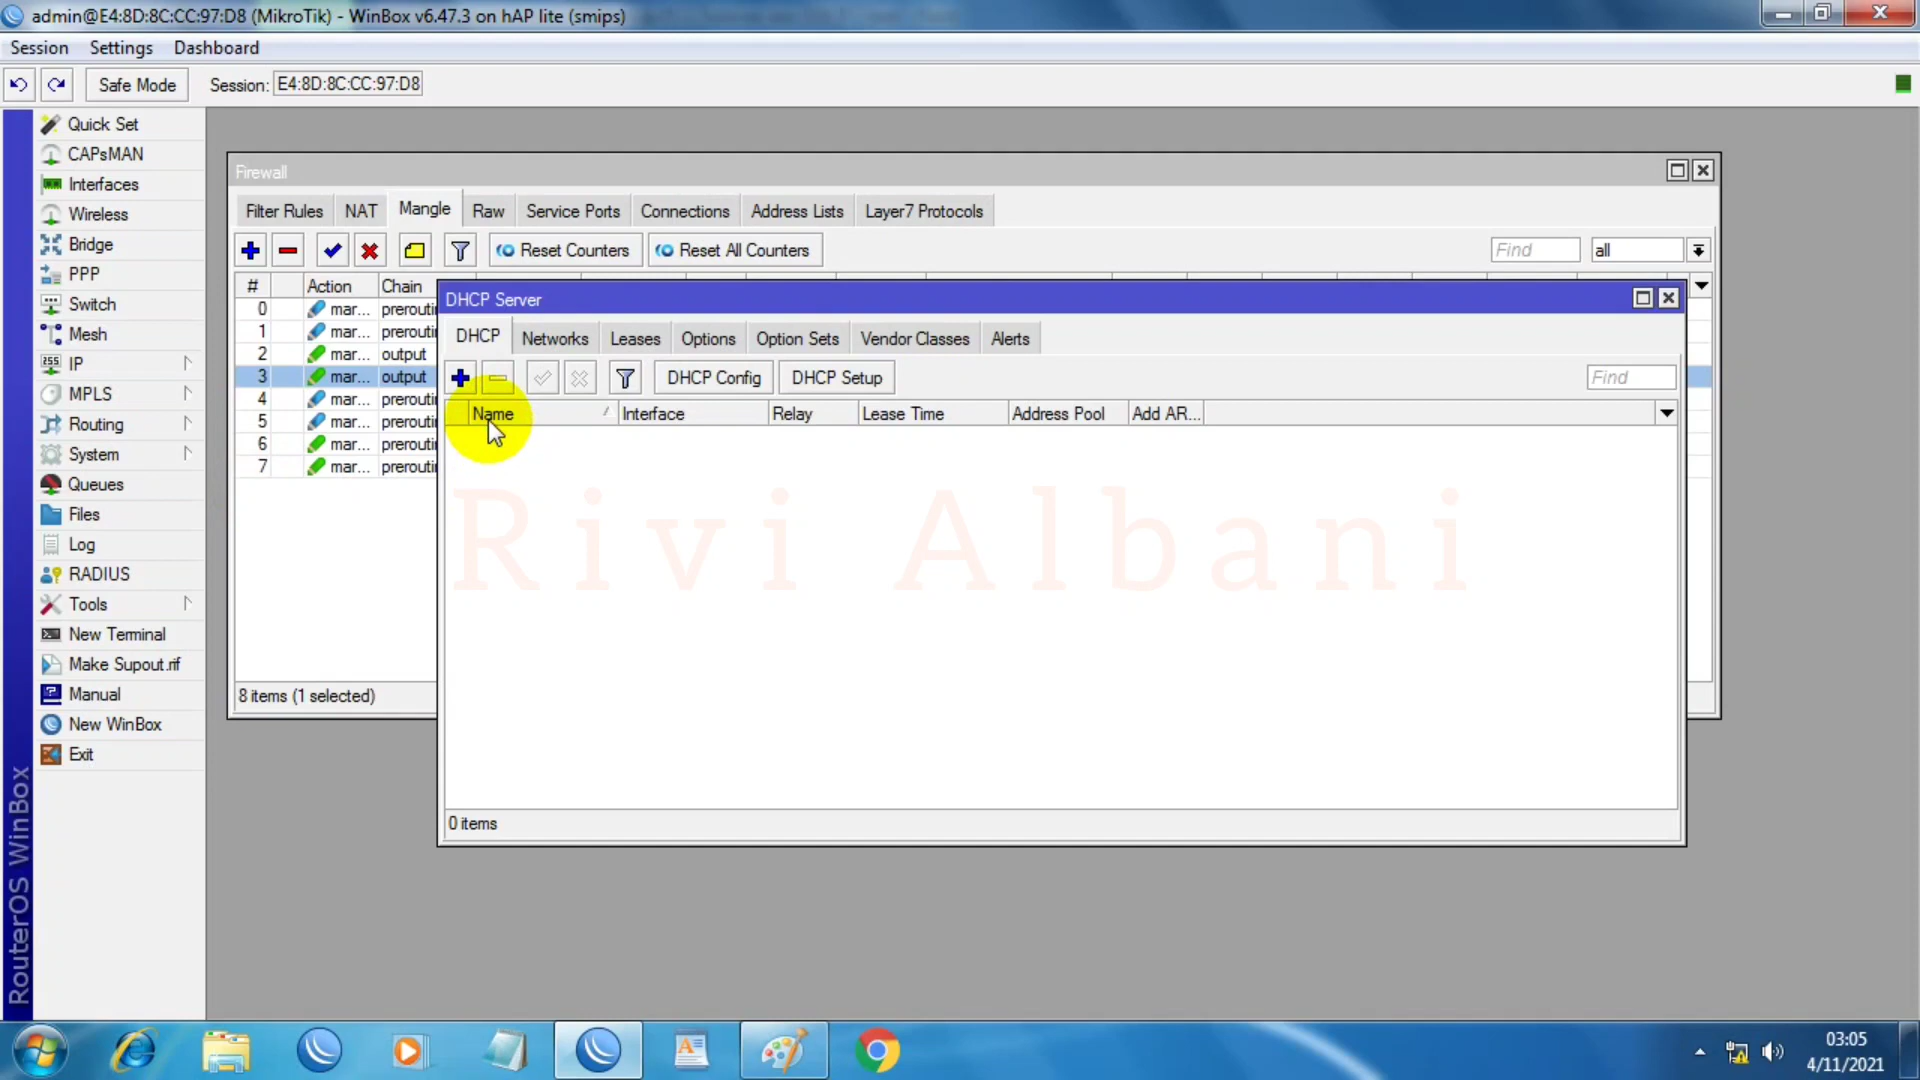 admin@E4:8D:8C:CC:97:D8 (MikroTik) - WinBox v6.47.3 on hAP lite (smips)
Session Settings Dashboard
Safe Mode Session: E4:8D:8C:CC:97:D8
Quick Set
CAPsMAN
Interfaces
Wireless
Bridge
PPP
Switch
Mesh
IP
MPLS
Routing
System
Queues
Files
Log
RADIUS
Tools
New Terminal
Make Supout.rif
Manual
New WinBox
Exit
RouterOS WinBox
Firewall
Filter Rules NAT Mangle Raw Service Ports Connections Address Lists Layer7 Protocols
Reset Counters Reset All Counters Find all
# Action Chain
0 mar... preroutin
1 mar... preroutin
2 mar... output
3 mar... output
4 mar... preroutin
5 mar... preroutin
6 mar... preroutin
7 mar... preroutin
8 items (1 selected)
DHCP Server
DHCP Networks Leases Options Option Sets Vendor Classes Alerts
DHCP Config DHCP Setup Find
Name Interface Relay Lease Time Address Pool Add AR...
Rivi Albani
0 items
03:05
4/11/2021